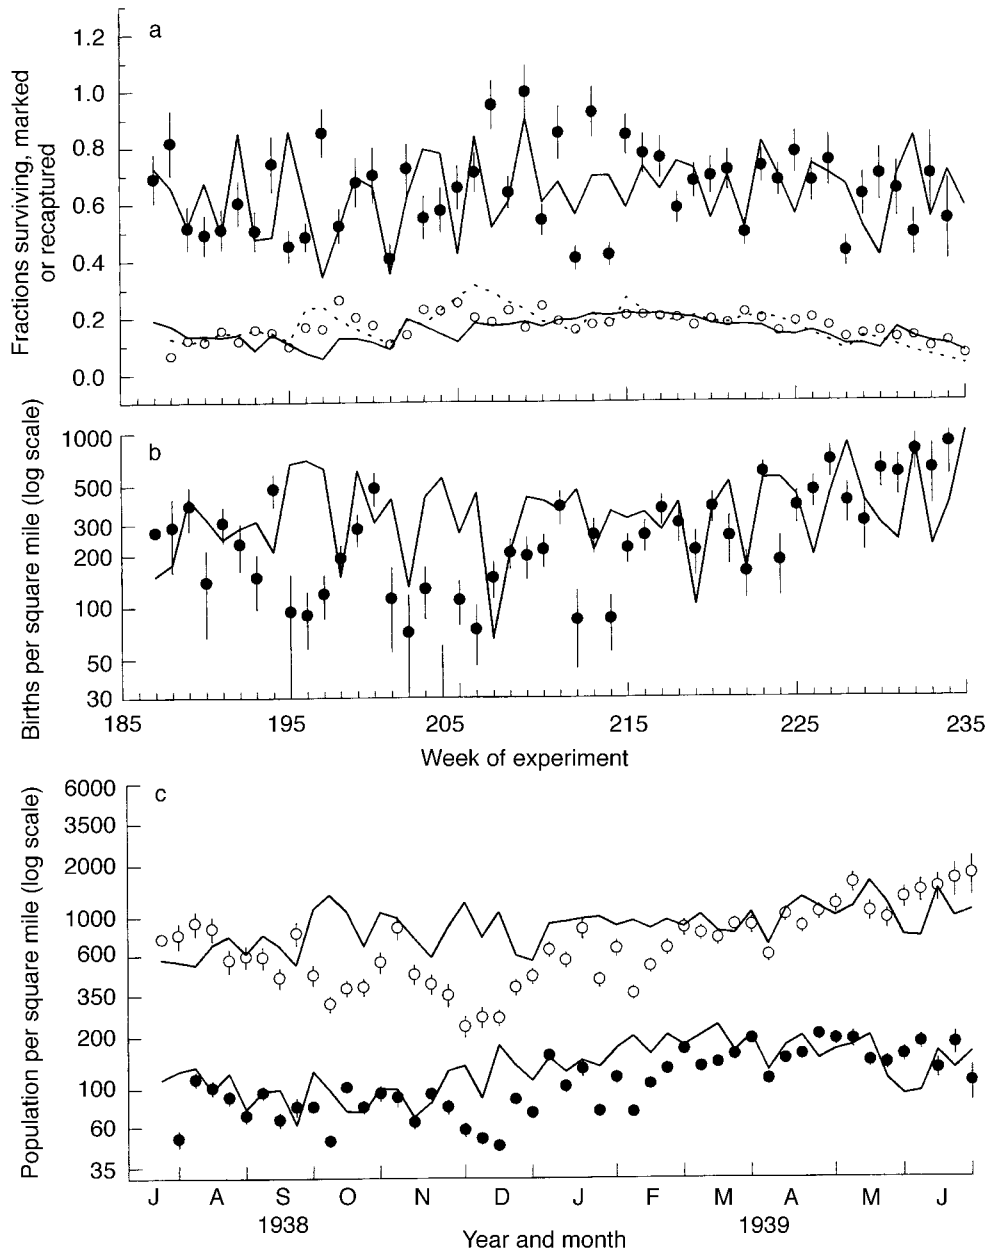 a
1.2
1.0
0.8
0.6
0.4
0.2
0.0
Fractions surviving, marked
or recaptured
b
1000
500
300
200
100
50
30
Births per square mile (log scale)
185 195 205 215 225 235
Week of experiment
c
6000
3500
2000
1000
600
350
200
100
60
35
Population per square mile (log scale)
J A S O N D J F M A M J
1938 1939
Year and month